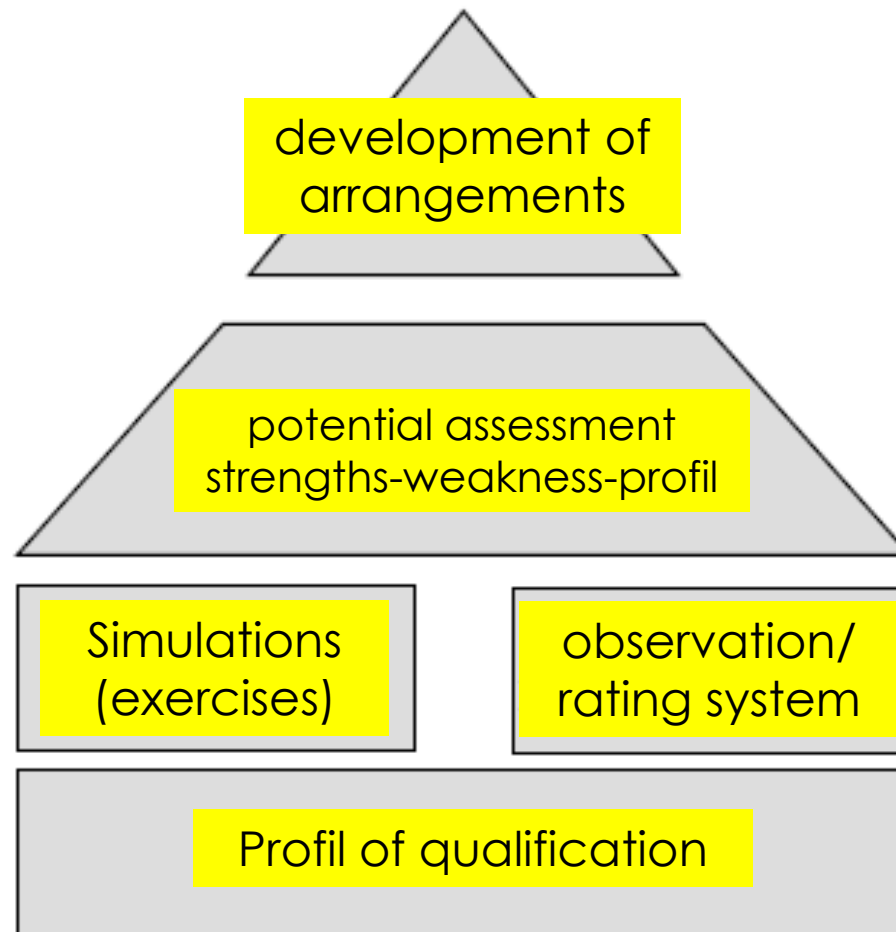 development of
arrangements
potential assessment
strengths-weakness-profil
Simulations
(exercises)
observation/
rating system
Profil of qualification